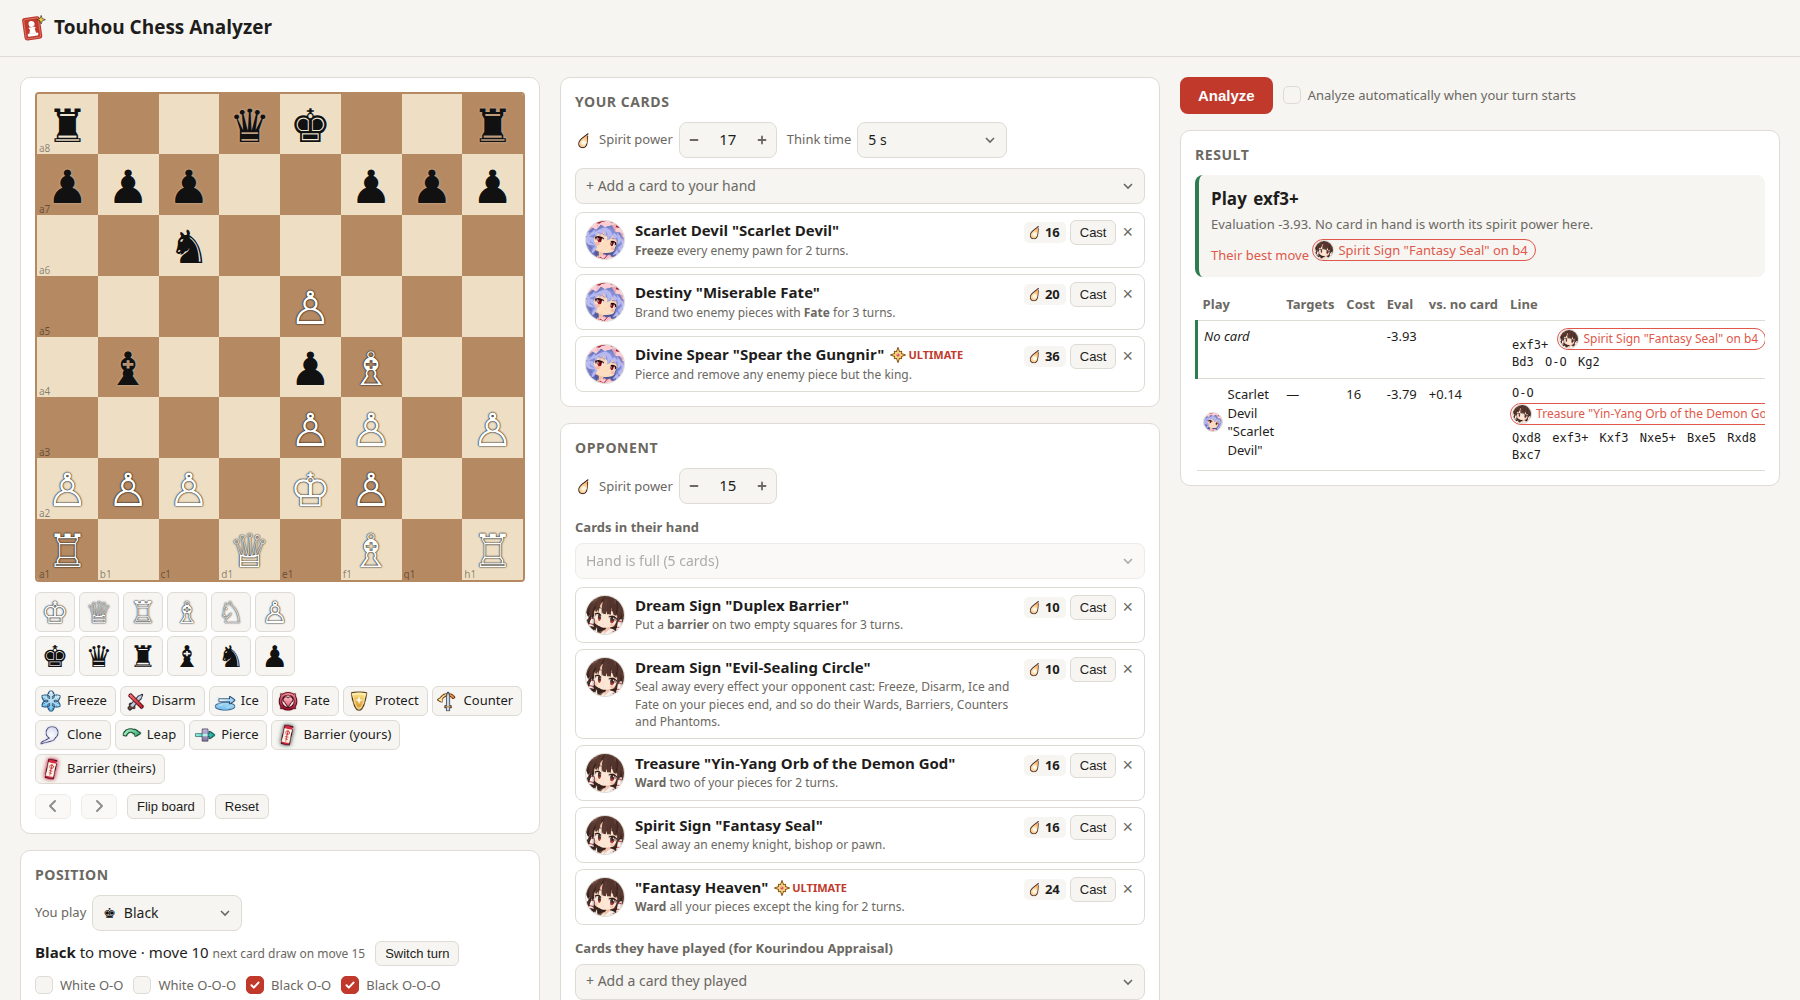 Touhou Chess Analyzer
a8
a7
a6
a5
a4
a3
a2
a1 b1 c1 d1 e1 f1 g1 h1
Freeze Disarm Ice Fate Protect Counter
Clone Leap Pierce Barrier (yours)
Barrier (theirs)
Flip board Reset
POSITION
You play Black
Black to move · move 10 next card draw on move 15 Switch turn
White O-O White O-O-O Black O-O Black O-O-O
YOUR CARDS
Spirit power − 17 + Think time 5 s
+ Add a card to your hand
Scarlet Devil "Scarlet Devil" 16 Cast ×
Freeze every enemy pawn for 2 turns.
Destiny "Miserable Fate" 20 Cast ×
Brand two enemy pieces with Fate for 3 turns.
Divine Spear "Spear the Gungnir" ULTIMATE 36 Cast ×
Pierce and remove any enemy piece but the king.
OPPONENT
Spirit power − 15 +
Cards in their hand
Hand is full (5 cards)
Dream Sign "Duplex Barrier" 10 Cast ×
Put a barrier on two empty squares for 3 turns.
Dream Sign "Evil-Sealing Circle" 10 Cast ×
Seal away every effect your opponent cast: Freeze, Disarm, Ice and
Fate on your pieces end, and so do their Wards, Barriers, Counters
and Phantoms.
Treasure "Yin-Yang Orb of the Demon God" 16 Cast ×
Ward two of your pieces for 2 turns.
Spirit Sign "Fantasy Seal" 16 Cast ×
Seal away an enemy knight, bishop or pawn.
"Fantasy Heaven" ULTIMATE 24 Cast ×
Ward all your pieces except the king for 2 turns.
Cards they have played (for Kourindou Appraisal)
+ Add a card they played
Analyze Analyze automatically when your turn starts
RESULT
Play exf3+
Evaluation -3.93. No card in hand is worth its spirit power here.
Their best move Spirit Sign "Fantasy Seal" on b4
Play Targets Cost Eval vs. no card Line
No card -3.93 exf3+ Spirit Sign "Fantasy Seal" on b4
Bd3 O-O Kg2
Scarlet Devil "Scarlet Devil" — 16 -3.79 +0.14 O-O
Treasure "Yin-Yang Orb of the Demon Go
Qxd8 exf3+ Kxf3 Nxe5+ Bxe5 Rxd8
Bxc7